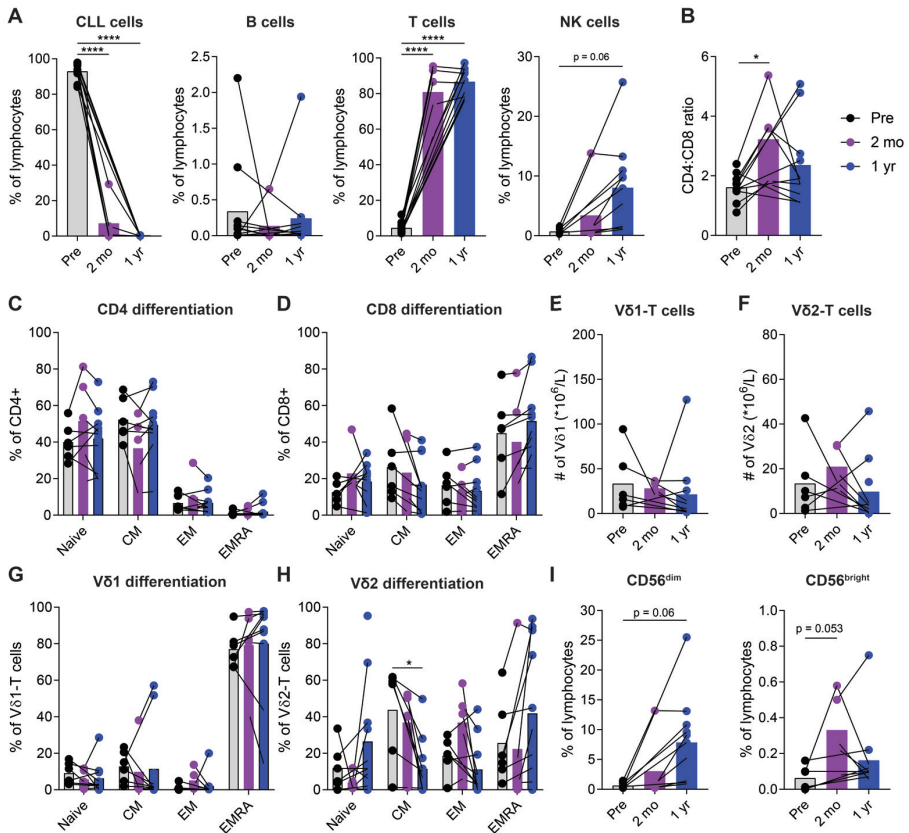 A
CLL cells
B cells
T cells
NK cells
B
****
****
****
****
p = 0.06
*
% of lymphocytes
100
80
60
40
20
0
Pre
2 mo
1 yr
% of lymphocytes
2.5
2.0
1.5
1.0
0.5
0.0
Pre
2 mo
1 yr
% of lymphocytes
100
80
60
40
20
0
Pre
2 mo
1 yr
% of lymphocytes
30
20
10
0
Pre
2 mo
1 yr
CD4:CD8 ratio
6
4
2
0
Pre
2 mo
1 yr
Pre
2 mo
1 yr
C
CD4 differentiation
% of CD4+
100
80
60
40
20
0
Naive
CM
EM
EMRA
D
CD8 differentiation
% of CD8+
100
80
60
40
20
0
Naive
CM
EM
EMRA
E
Vδ1-T cells
# of Vδ1 (*10⁶/L)
200
150
100
50
0
Pre
2 mo
1 yr
F
Vδ2-T cells
# of Vδ2 (*10⁶/L)
80
60
40
20
0
Pre
2 mo
1 yr
G
Vδ1 differentiation
% of Vδ1-T cells
100
80
60
40
20
0
Naive
CM
EM
EMRA
H
Vδ2 differentiation
*
% of Vδ2-T cells
100
80
60
40
20
0
Naive
CM
EM
EMRA
I
CD56dim
p = 0.06
% of lymphocytes
30
25
20
15
10
5
0
Pre
2 mo
1 yr
CD56bright
p = 0.053
% of lymphocytes
1.0
0.8
0.6
0.4
0.2
0.0
Pre
2 mo
1 yr